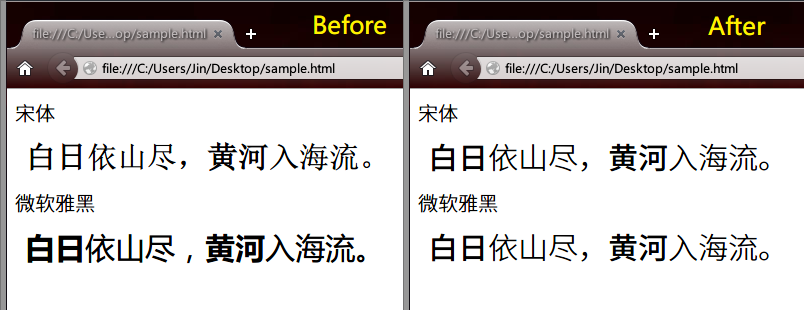 Before
file:///C:/Use...op/sample.html
file:///C:/Users/Jin/Desktop/sample.html
宋体
白日依山尽，黄河入海流。
微软雅黑
白日依山尽，黄河入海流。
After
file:///C:/Use...op/sample.html
file:///C:/Users/Jin/Desktop/sample.html
宋体
白日依山尽，黄河入海流。
微软雅黑
白日依山尽，黄河入海流。